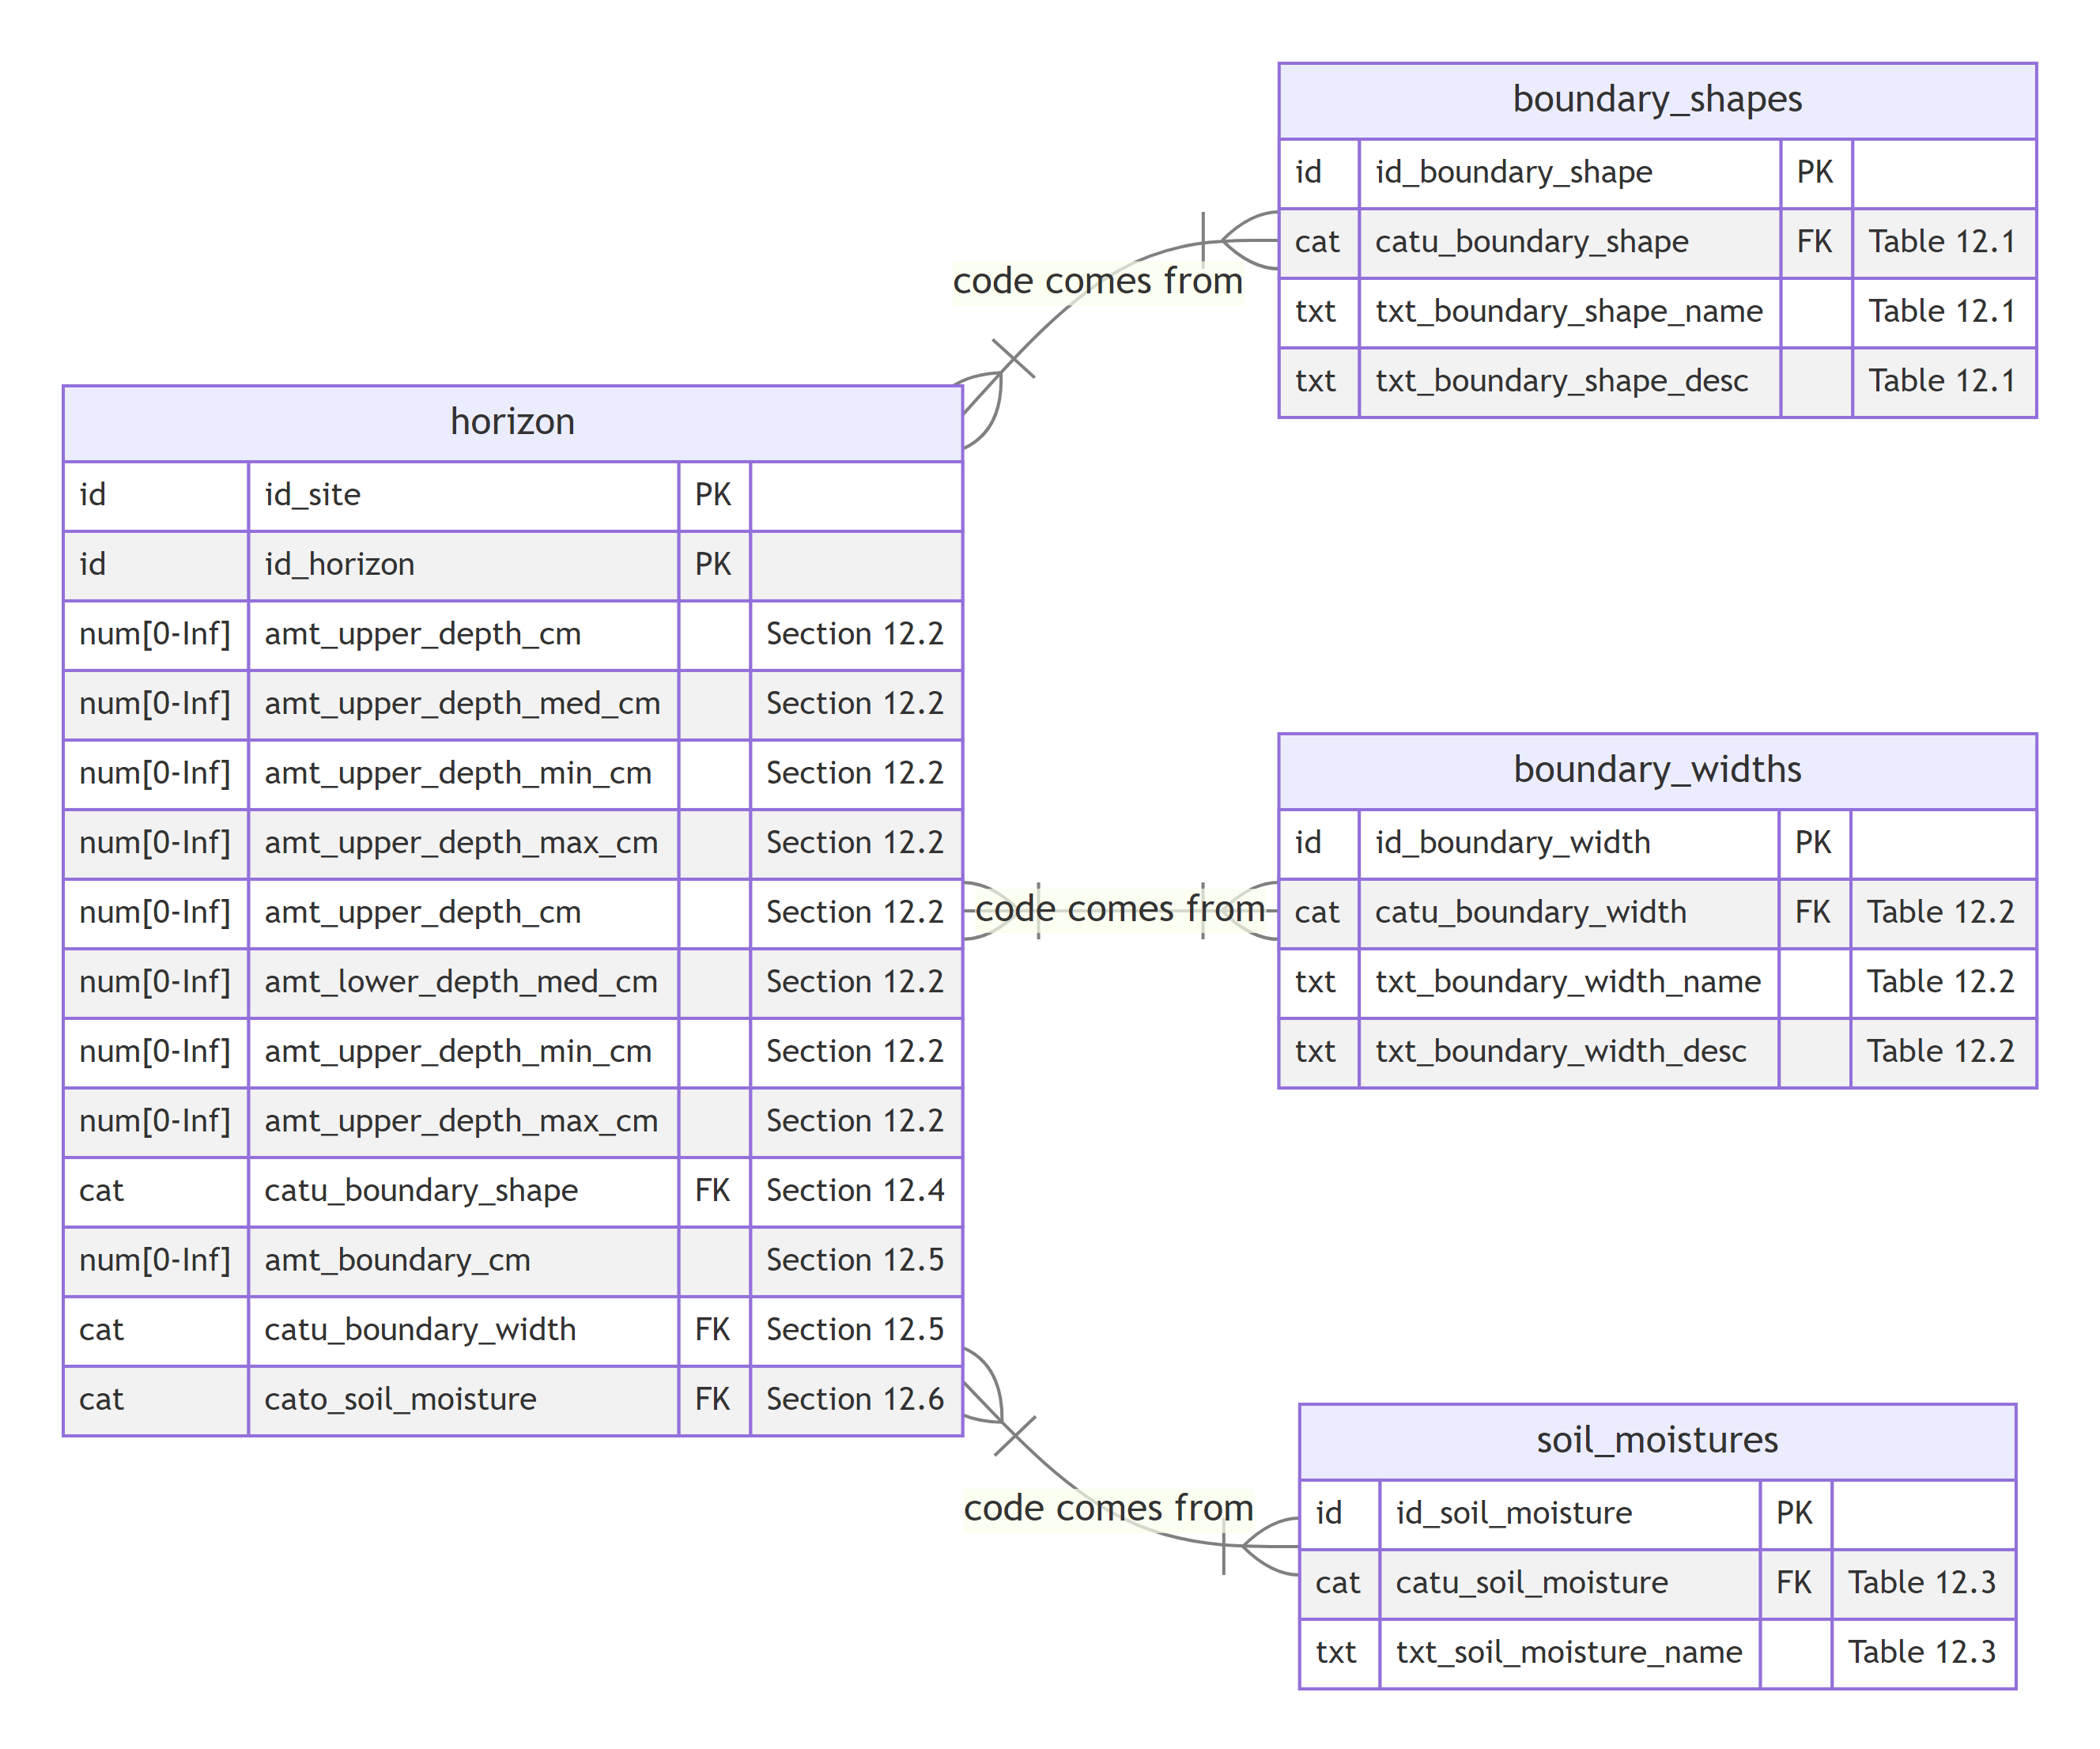 boundary_shapes
id id_boundary_shape PK
cat catu_boundary_shape FK Table 12.1
txt txt_boundary_shape_name Table 12.1
txt txt_boundary_shape_desc Table 12.1
code comes from
horizon
id id_site PK
id id_horizon PK
num[0-Inf] amt_upper_depth_cm Section 12.2
num[0-Inf] amt_upper_depth_med_cm Section 12.2
num[0-Inf] amt_upper_depth_min_cm Section 12.2
num[0-Inf] amt_upper_depth_max_cm Section 12.2
num[0-Inf] amt_upper_depth_cm Section 12.2
num[0-Inf] amt_lower_depth_med_cm Section 12.2
num[0-Inf] amt_upper_depth_min_cm Section 12.2
num[0-Inf] amt_upper_depth_max_cm Section 12.2
cat catu_boundary_shape FK Section 12.4
num[0-Inf] amt_boundary_cm Section 12.5
cat catu_boundary_width FK Section 12.5
cat cato_soil_moisture FK Section 12.6
code comes from
boundary_widths
id id_boundary_width PK
cat catu_boundary_width FK Table 12.2
txt txt_boundary_width_name Table 12.2
txt txt_boundary_width_desc Table 12.2
code comes from
soil_moistures
id id_soil_moisture PK
cat catu_soil_moisture FK Table 12.3
txt txt_soil_moisture_name Table 12.3